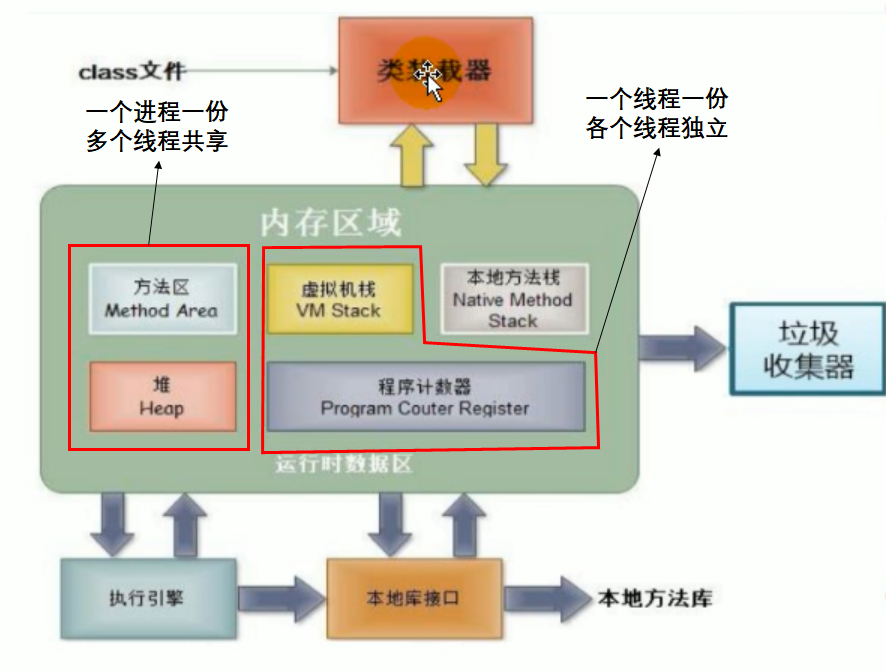 class文件
类装载器
一个进程一份
多个线程共享
一个线程一份
各个线程独立
内存区域
方法区
Method Area
虚拟机栈
VM Stack
本地方法栈
Native Method
Stack
堆
Heap
程序计数器
Program Couter Register
运行时数据区
垃圾
收集器
执行引擎
本地库接口
本地方法库